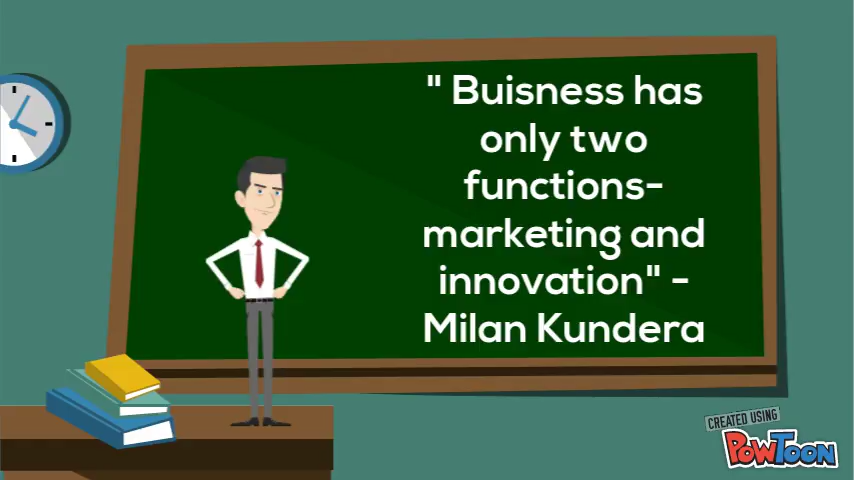 " Buisness has
only two
functions-
marketing and
innovation" -
Milan Kundera
CREATED USING
POWTOON